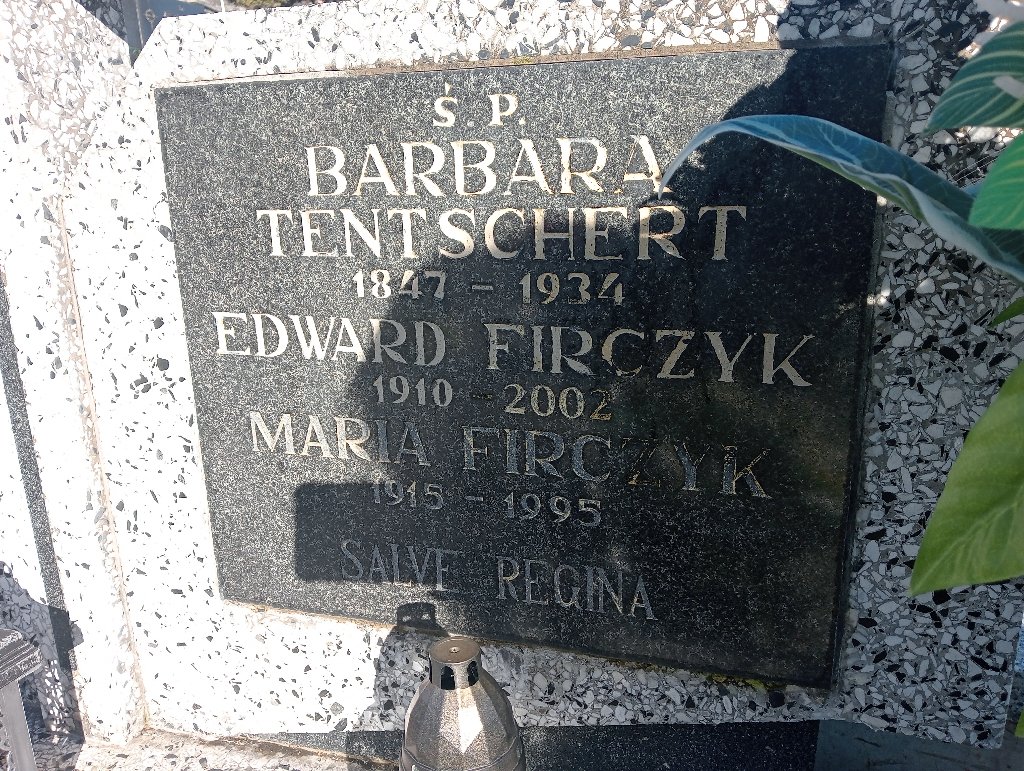 Ś. P.
BARBARA
TENTSCHERT
1847 - 1934
EDWARD FIRCZYK
1910 - 2002
MARIA FIRCZYK
1915 - 1995
SALVE REGINA